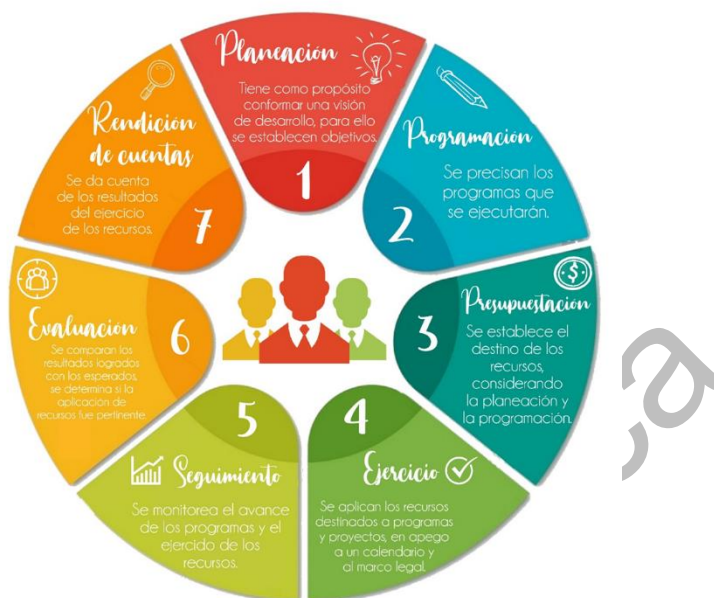 Planeación
Tiene como propósito
conformar una visión
de desarrollo, para ello
se establecen objetivos.
1
Programación
Se precisan los
programas que
se ejecutarán.
2
Presupuestación
Se establece el
destino de los
recursos,
considerando
la planeación y
la programación.
3
4
Ejercicio
Se aplican los recursos
destinados a programas
y proyectos, en apego
a un calendario y
al marco legal.
5
Seguimiento
Se monitorea el avance
de los programas y el
ejercido de los
recursos.
6
Evaluación
Se comparan los
resultados logrados
con los esperados,
se determina si la
aplicación de
recursos fue pertinente.
Rendición
de cuentas
Se da cuenta
de los resultados
del ejercicio
de los recursos.
7
ca